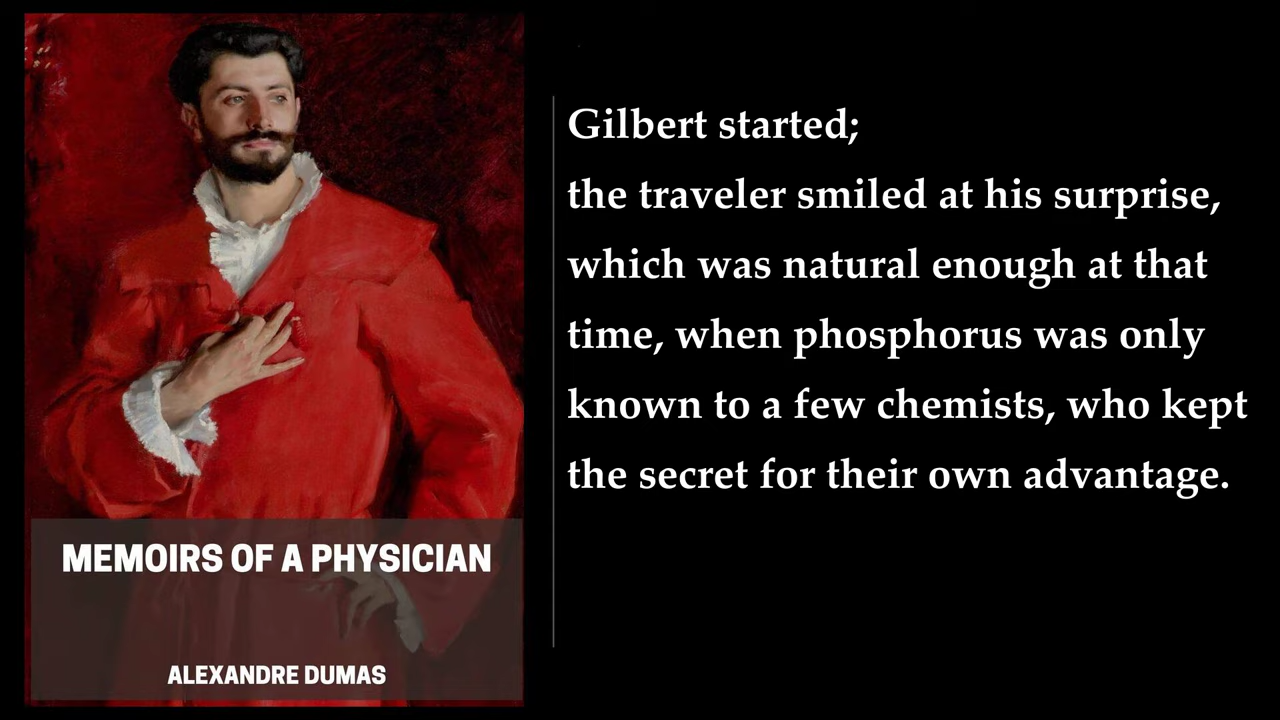 Gilbert started;
the traveler smiled at his surprise,
which was natural enough at that
time, when phosphorus was only
known to a few chemists, who kept
the secret for their own advantage.
MEMOIRS OF A PHYSICIAN
ALEXANDRE DUMAS